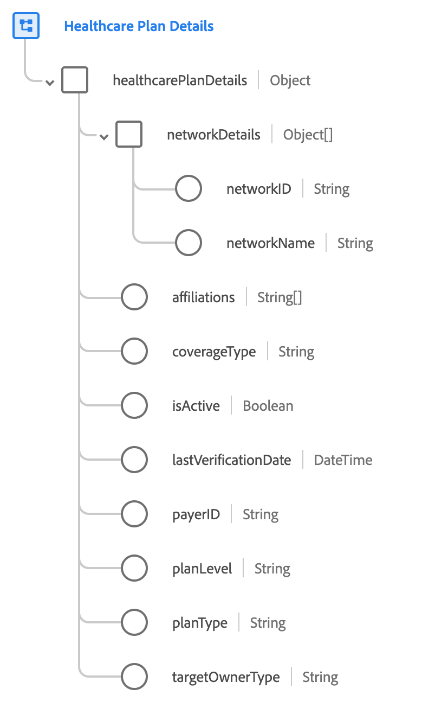 Healthcare Plan Details
healthcarePlanDetails Object
networkDetails Object[]
networkID String
networkName String
affiliations String[]
coverageType String
isActive Boolean
lastVerificationDate DateTime
payerID String
planLevel String
planType String
targetOwnerType String